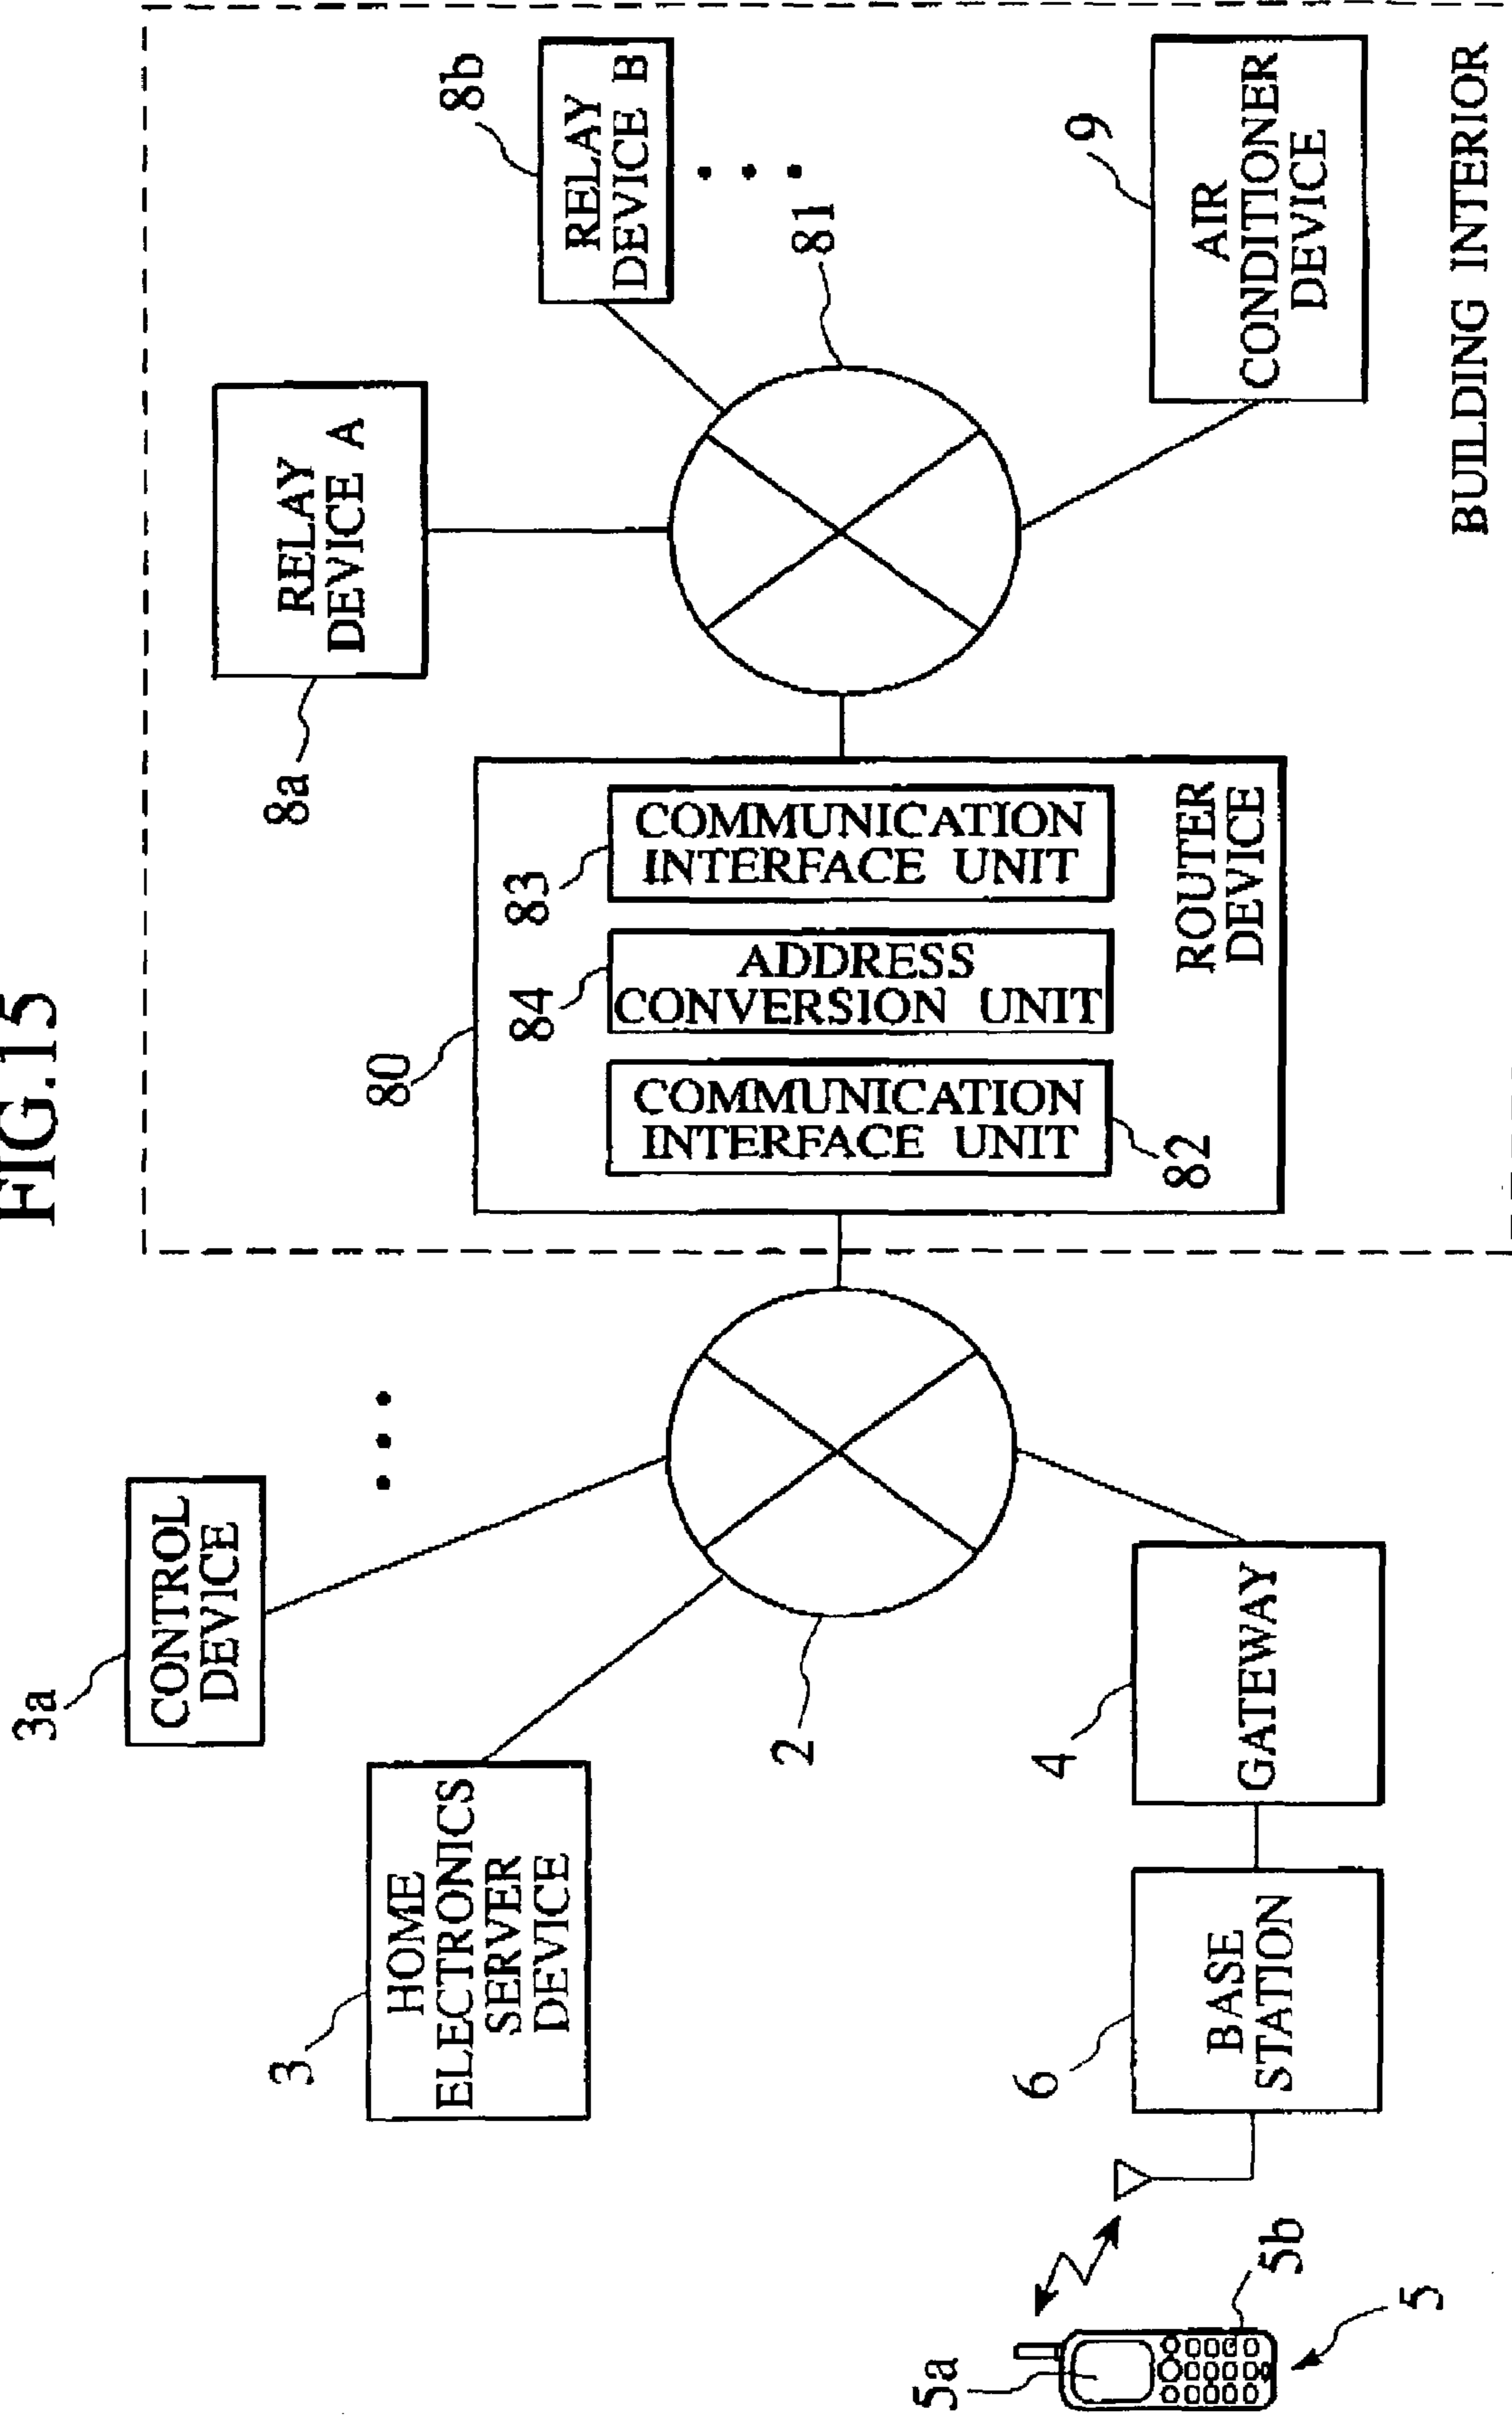 FIG.15
3a
CONTROL
DEVICE
3
HOME
ELECTRONICS
SERVER
DEVICE
2
4
GATEWAY
6
BASE
STATION
5a
5b
5
8a
RELAY
DEVICE A
8b
RELAY
DEVICE B
81
80
82
COMMUNICATION
INTERFACE UNIT
84
ADDRESS
CONVERSION UNIT
83
COMMUNICATION
INTERFACE UNIT
ROUTER
DEVICE
9
AIR
CONDITIONER
DEVICE
BUILDING INTERIOR